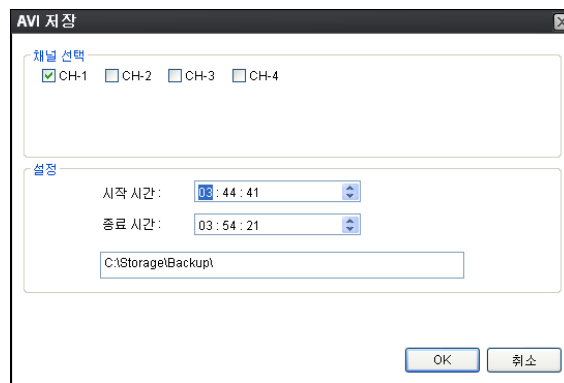 AVI 저장
채널 선택
CH-1 CH-2 CH-3 CH-4
설정
시작 시간 : 03 : 44 : 41
종료 시간 : 03 : 54 : 21
C:\Storage\Backup\
OK 취소